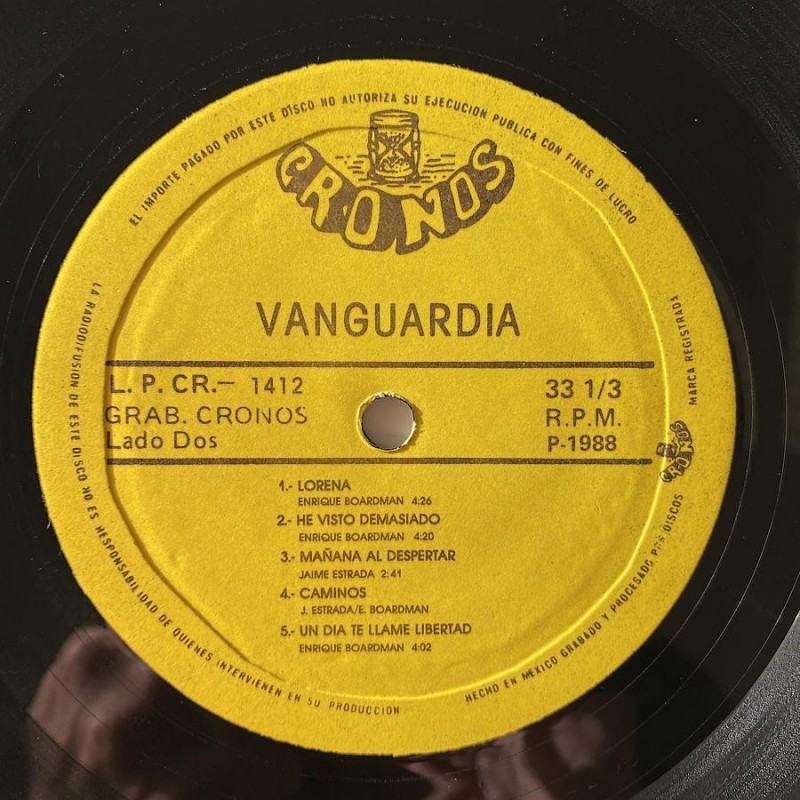 EL IMPORTE PAGADO POR ESTE DISCO NO AUTORIZA SU EJECUCION PUBLICA CON FINES DE LUCRO
CRONOS
VANGUARDIA
L. P. CR.— 1412
33 1/3
GRAB. CRONOS
R.P.M.
Lado Dos
P-1988
1.- LORENA
ENRIQUE BOARDMAN 4:26
2.- HE VISTO DEMASIADO
ENRIQUE BOARDMAN 4:20
3.- MAÑANA AL DESPERTAR
JAIME ESTRADA 2:41
4.- CAMINOS
J. ESTRADA/E. BOARDMAN
5.- UN DIA TE LLAME LIBERTAD
ENRIQUE BOARDMAN 4:02
LA RADIODIFUSION DE ESTE DISCO NO ES RESPONSABILIDAD DE QUIENES INTERVIENEN EN SU PRODUCCION
HECHO EN MEXICO GRABADO Y PROCESADO POR DISCOS
CRONOS
MARCA REGISTRADA